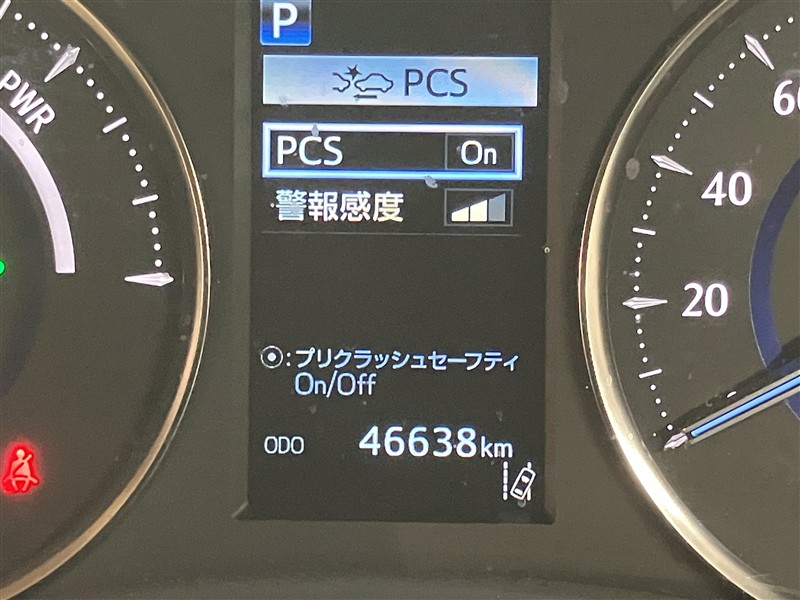 P
PCS
PWR
PCS On
警報感度
60
40
20
⦿:プリクラッシュセーフティ
On/Off
ODO 46638km